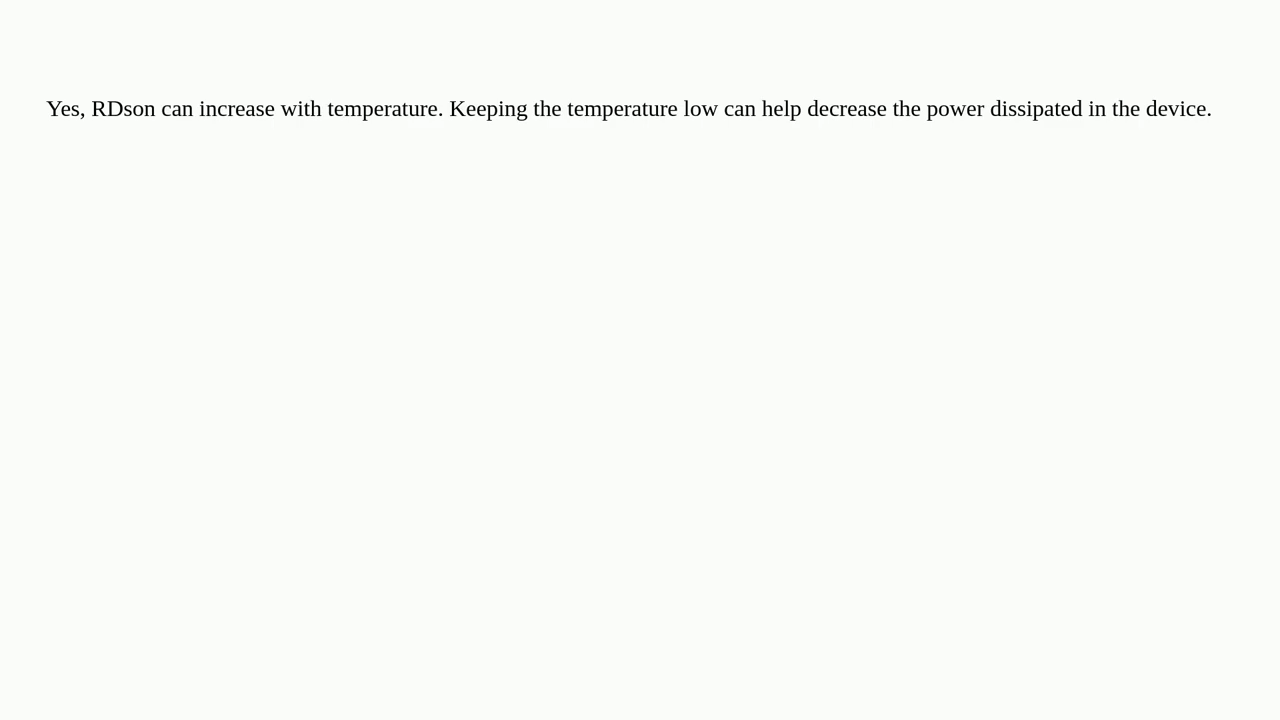 Yes, RDson can increase with temperature. Keeping the temperature low can help decrease the power dissipated in the device.